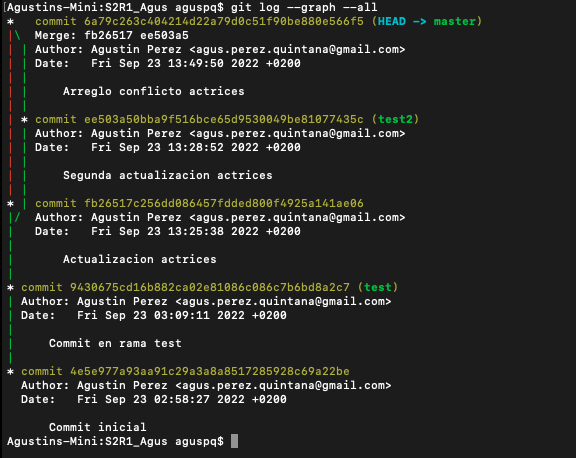 Agustins-Mini:S2R1_Agus aguspq$ git log --graph --all
*   commit 6a79c263c404214d22a79d0c51f90be880e566f5 (HEAD -> master)
|\  Merge: fb26517 ee503a5
| | Author: Agustin Perez <agus.perez.quintana@gmail.com>
| | Date:   Fri Sep 23 13:49:50 2022 +0200
| |
| |     Arreglo conflicto actrices
| |
| * commit ee503a50bba9f516bce65d9530049be81077435c (test2)
| | Author: Agustin Perez <agus.perez.quintana@gmail.com>
| | Date:   Fri Sep 23 13:28:52 2022 +0200
| |
| |     Segunda actualizacion actrices
| |
* | commit fb26517c256dd086457fdded800f4925a141ae06
|/  Author: Agustin Perez <agus.perez.quintana@gmail.com>
|   Date:   Fri Sep 23 13:25:38 2022 +0200
|
|       Actualizacion actrices
|
* commit 9430675cd16b882ca02e81086c086c7b6bd8a2c7 (test)
| Author: Agustin Perez <agus.perez.quintana@gmail.com>
| Date:   Fri Sep 23 03:09:11 2022 +0200
|
|     Commit en rama test
|
* commit 4e5e977a93aa91c29a3a8a8517285928c69a22be
  Author: Agustin Perez <agus.perez.quintana@gmail.com>
  Date:   Fri Sep 23 02:58:27 2022 +0200

      Commit inicial
Agustins-Mini:S2R1_Agus aguspq$